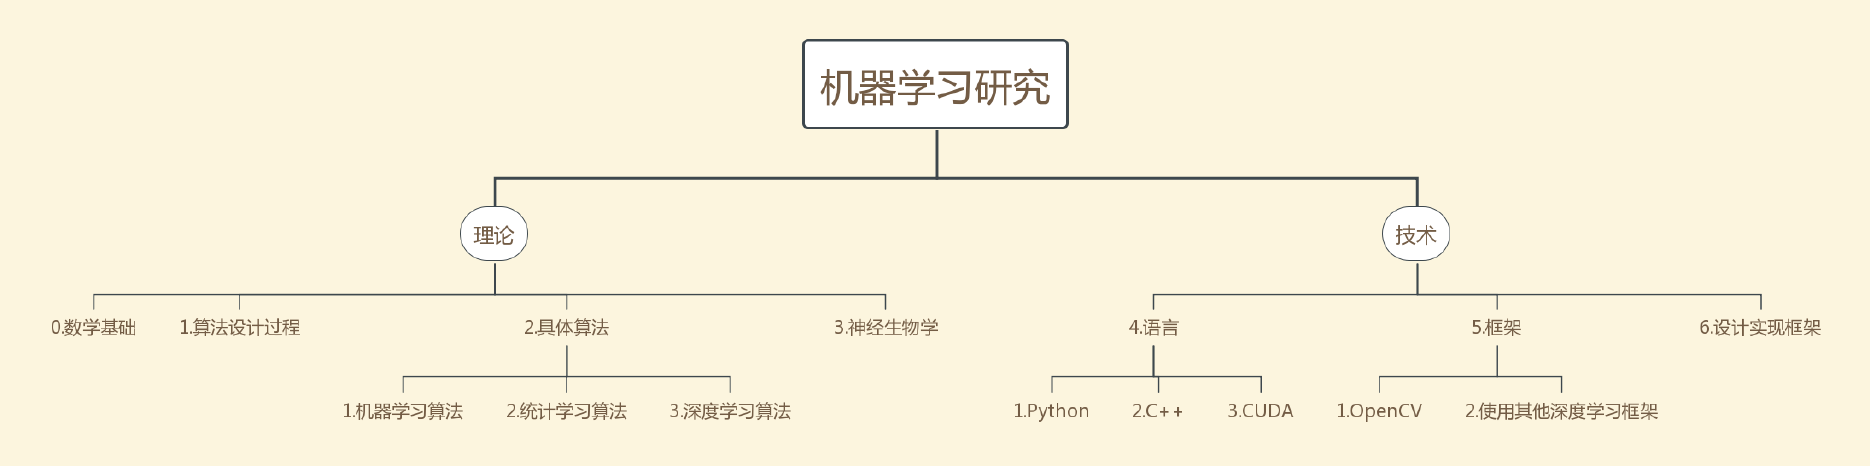 机器学习研究
理论
技术
0.数学基础
1.算法设计过程
2.具体算法
3.神经生物学
4.语言
5.框架
6.设计实现框架
1.机器学习算法
2.统计学习算法
3.深度学习算法
1.Python
2.C++
3.CUDA
1.OpenCV
2.使用其他深度学习框架